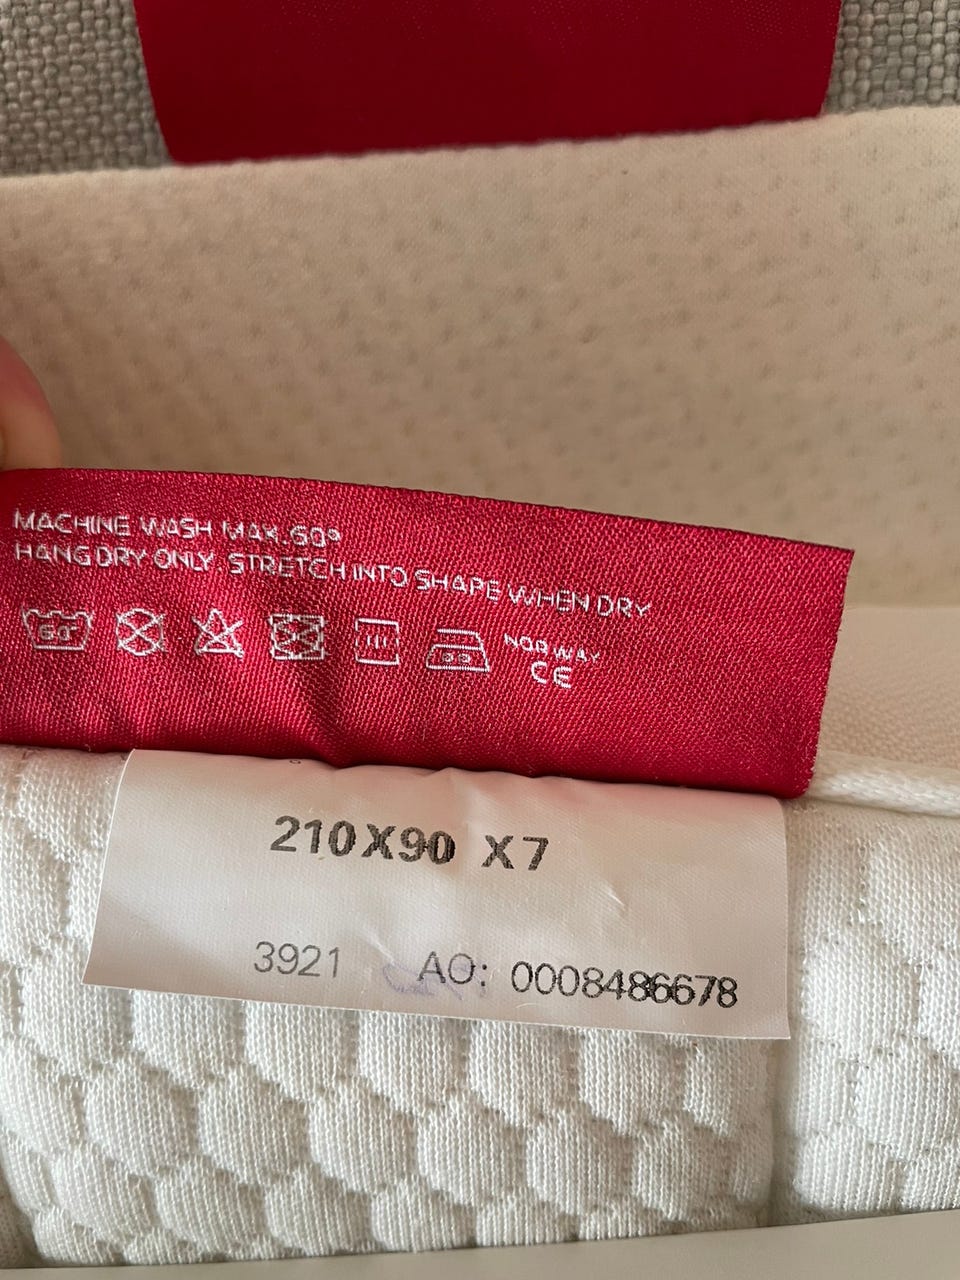 MACHINE WASH MAX.60°
HANG DRY ONLY. STRETCH INTO SHAPE WHEN DRY
60°
NORWAY
CE
210X90 X7
3921 AO: 0008486678